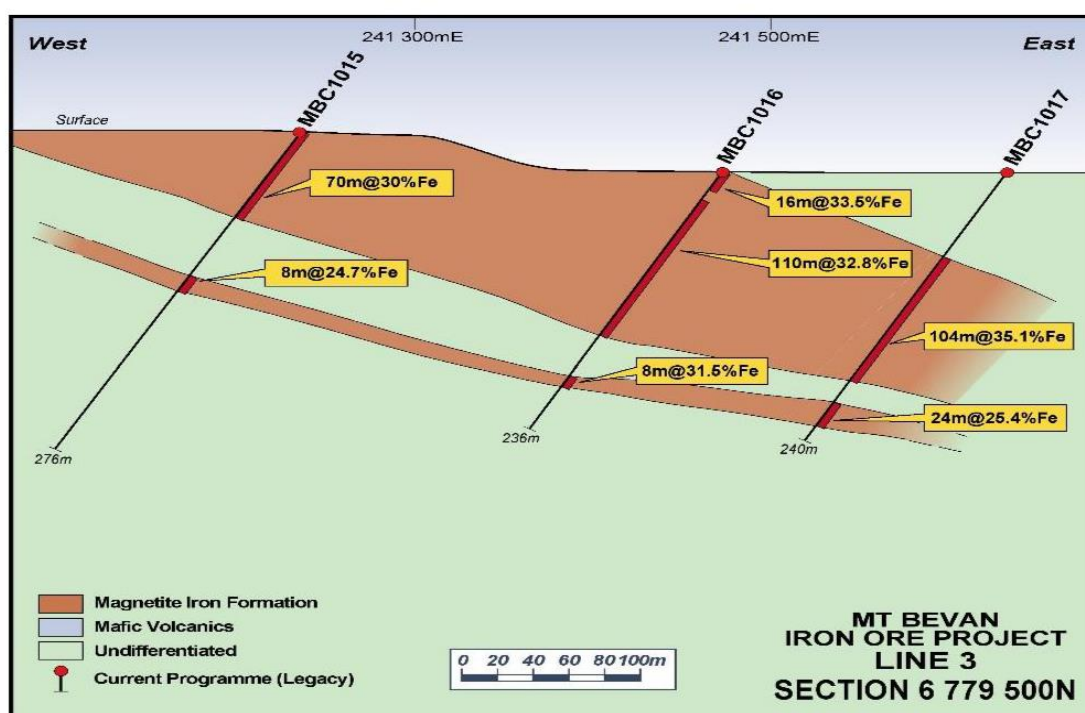 241 300mE
241 500mE
West
East
MBC1015
MBC1016
MBC1017
Surface
70m@30%Fe
16m@33.5%Fe
110m@32.8%Fe
8m@24.7%Fe
104m@35.1%Fe
8m@31.5%Fe
24m@25.4%Fe
276m
236m
240m
Magnetite Iron Formation
Mafic Volcanics
Undifferentiated
Current Programme (Legacy)
0 20 40 60 80 100m
MT BEVAN
IRON ORE PROJECT
LINE 3
SECTION 6 779 500N